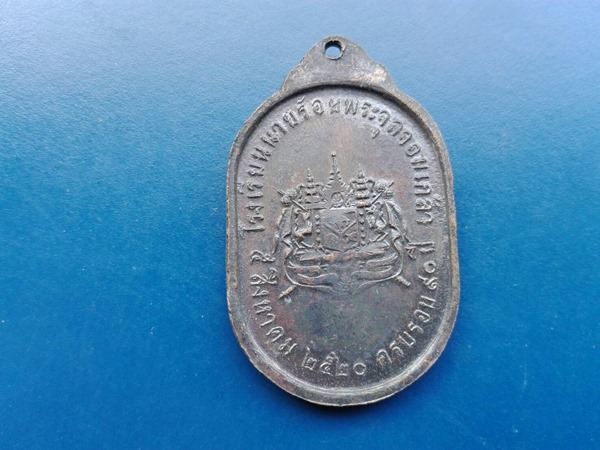 โรงเรียนนายร้อยพระจุลจอมเกล้า
๕ สิงหาคม ๒๕๒๐ ครบรอบ ๙๐ ปี